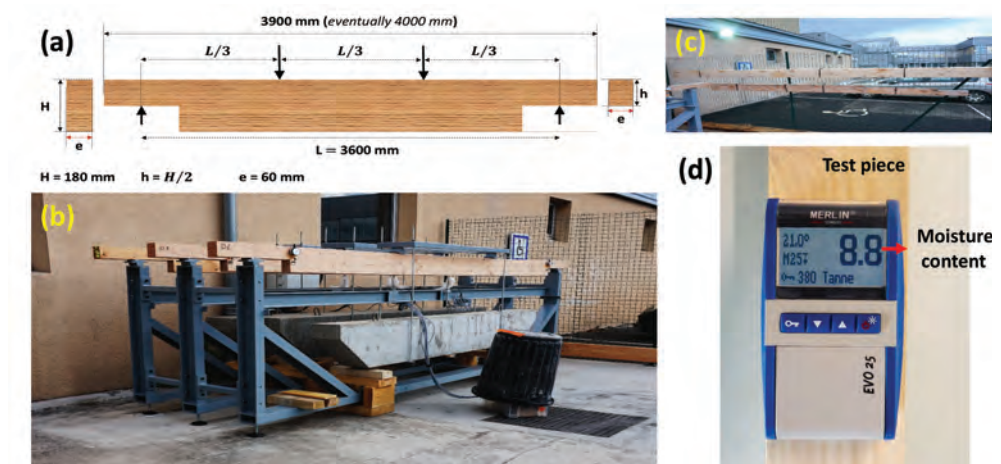 (a)
3900 mm (eventually 4000 mm)
L/3 L/3 L/3
H
h
e
e
L = 3600 mm
H = 180 mm h = H/2 e = 60 mm
(b)
(c)
(d)
Test piece
MERLIN
21.0°
8.8
M25
380 Tanne
Moisture
content
EVO 25